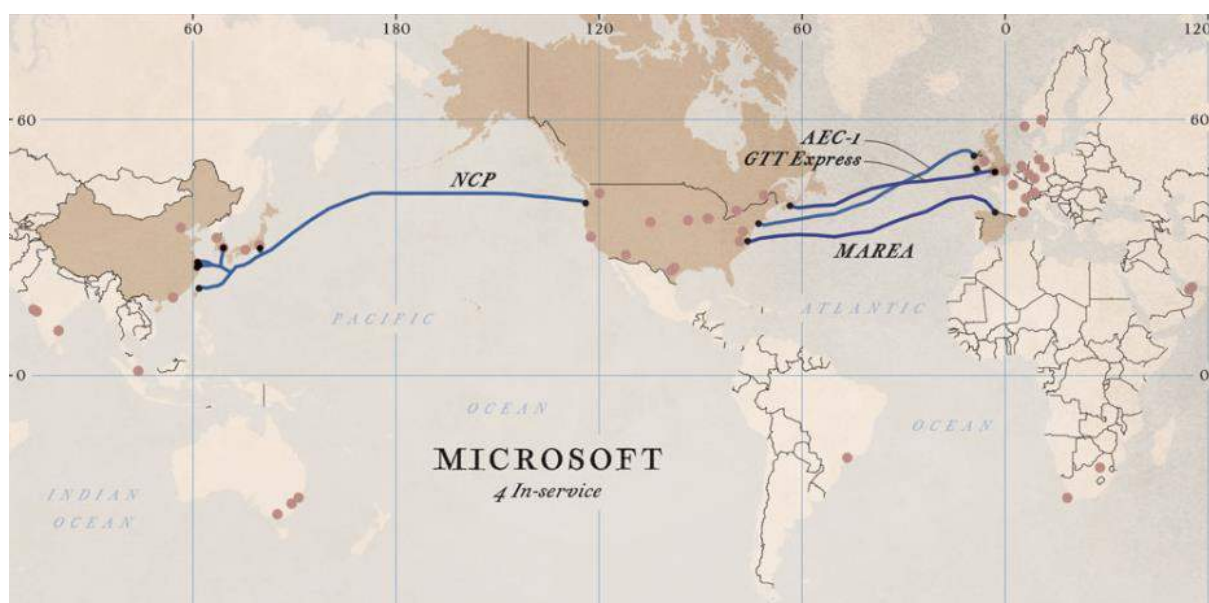 60 180 120 60 0 120
60 60
AEC-1
GTT Express
NCP
MAREA
PACIFIC
ATLANTIC
0 0
OCEAN
OCEAN
MICROSOFT
4 In-service
INDIAN
OCEAN